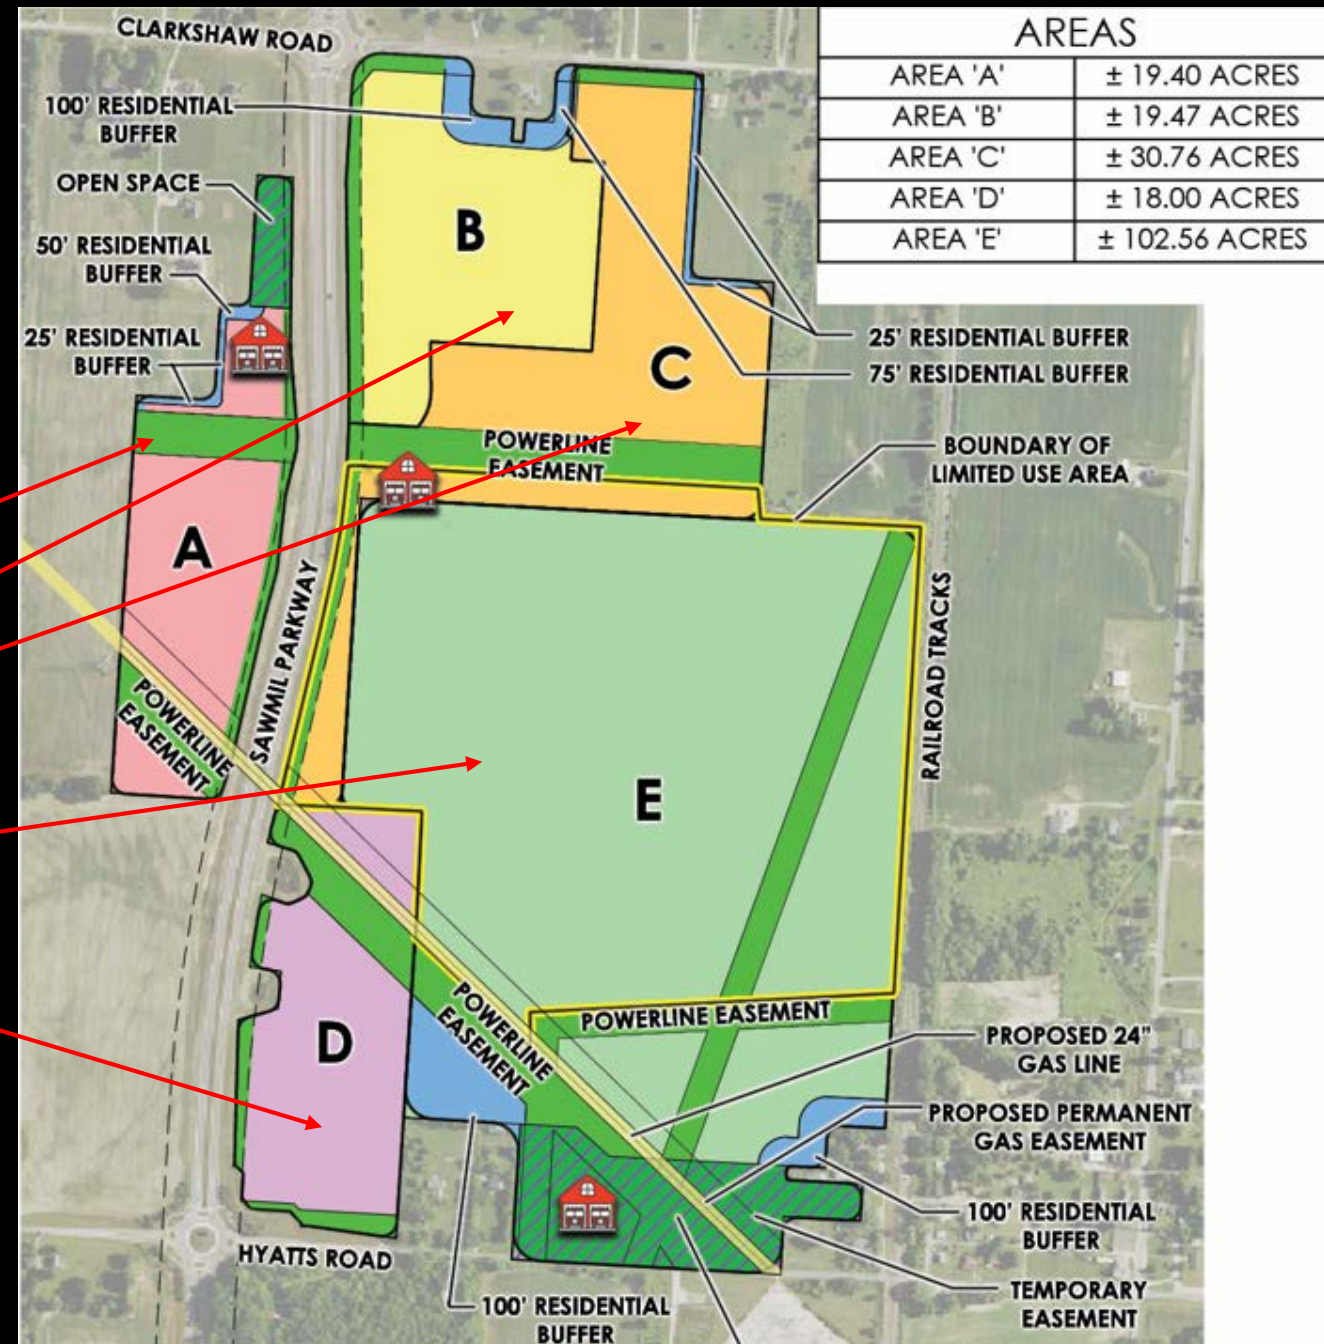 CLARKSHAW ROAD
AREAS
AREA 'A' ± 19.40 ACRES
AREA 'B' ± 19.47 ACRES
AREA 'C' ± 30.76 ACRES
AREA 'D' ± 18.00 ACRES
AREA 'E' ± 102.56 ACRES
100' RESIDENTIAL
BUFFER
OPEN SPACE
50' RESIDENTIAL
BUFFER
25' RESIDENTIAL
BUFFER
B
C
25' RESIDENTIAL BUFFER
75' RESIDENTIAL BUFFER
POWERLINE
EASEMENT
BOUNDARY OF
LIMITED USE AREA
A
SAWMIL PARKWAY
RAILROAD TRACKS
POWERLINE
EASEMENT
E
D
POWERLINE
EASEMENT
POWERLINE EASEMENT
PROPOSED 24"
GAS LINE
PROPOSED PERMANENT
GAS EASEMENT
100' RESIDENTIAL
BUFFER
HYATTS ROAD
TEMPORARY
EASEMENT
100' RESIDENTIAL
BUFFER